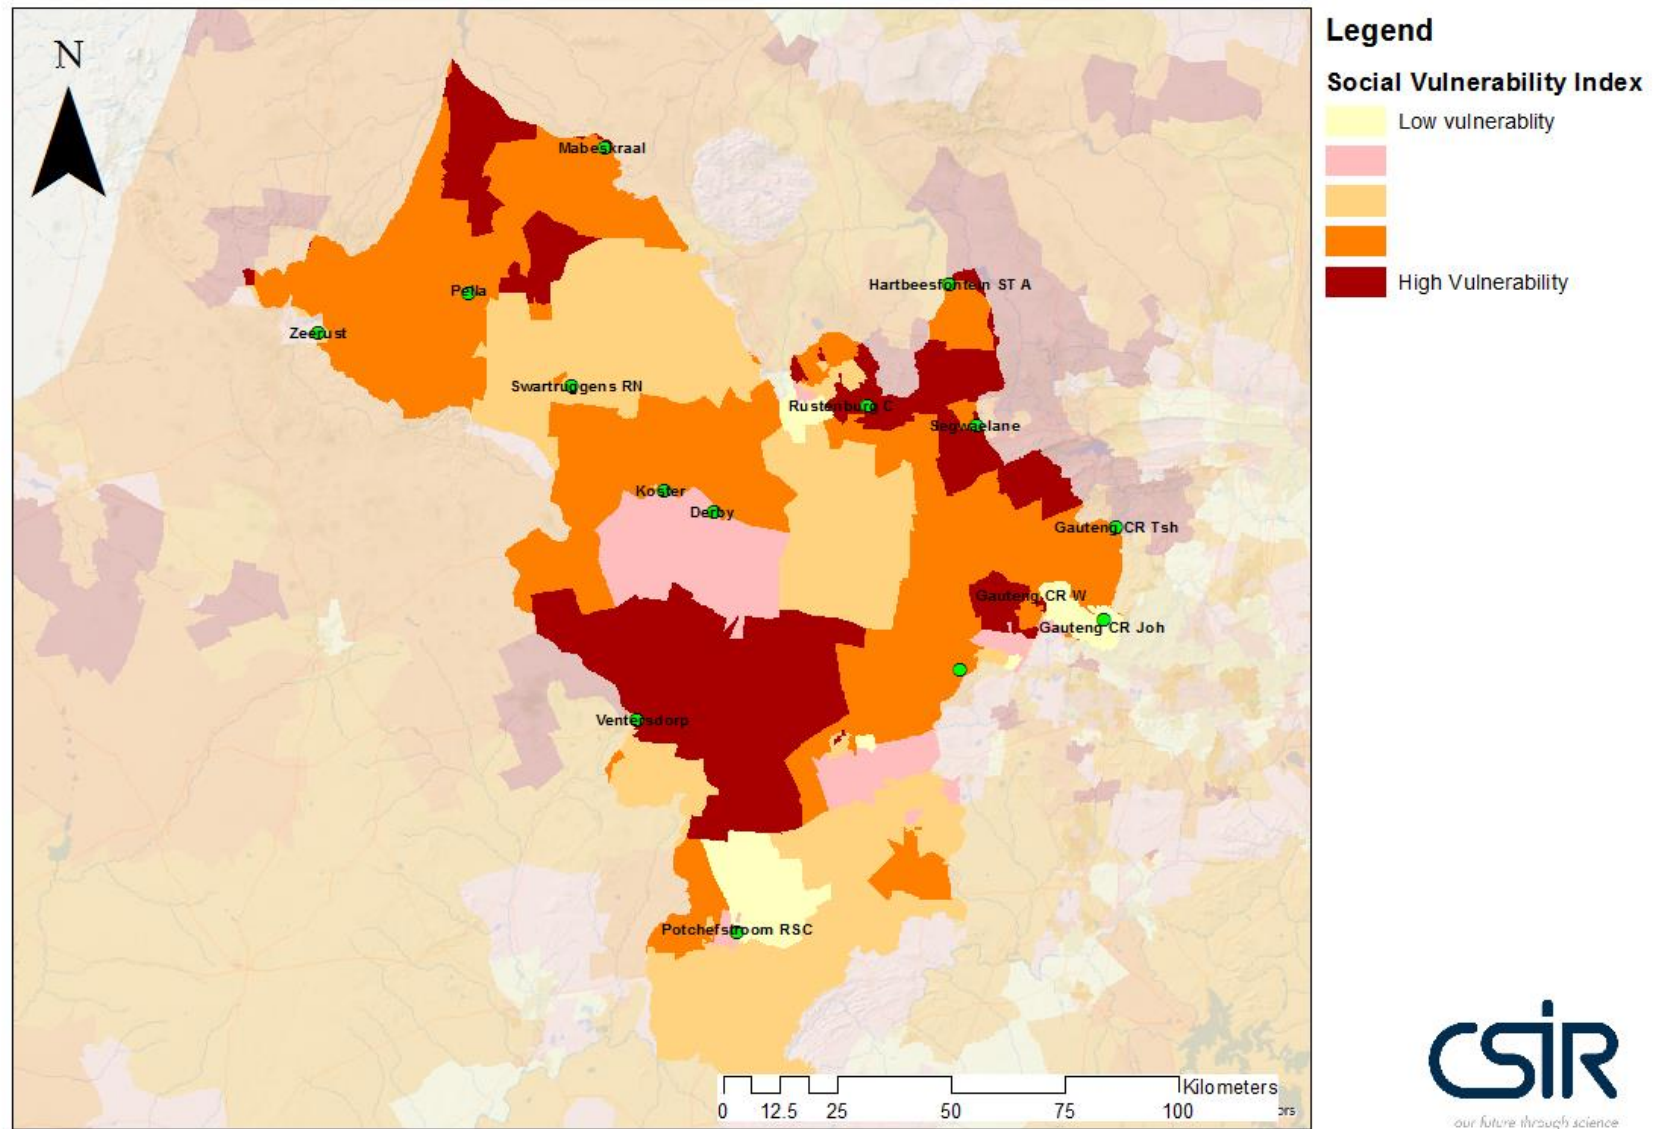 N
Mabeskraal
Hartbeesfontein ST A
Pella
Zeerust
Swartruggens RN
Rustenburg C
Segwaelane
Koster
Derby
Gauteng CR Tsh
Gauteng CR W
Gauteng CR Joh
Ventersdorp
Potchefstroom RSC
Kilometers
0 12.5 25 50 75 100
ors
Legend
Social Vulnerability Index
Low vulnerablity
High Vulnerability
CSIR
our future through science